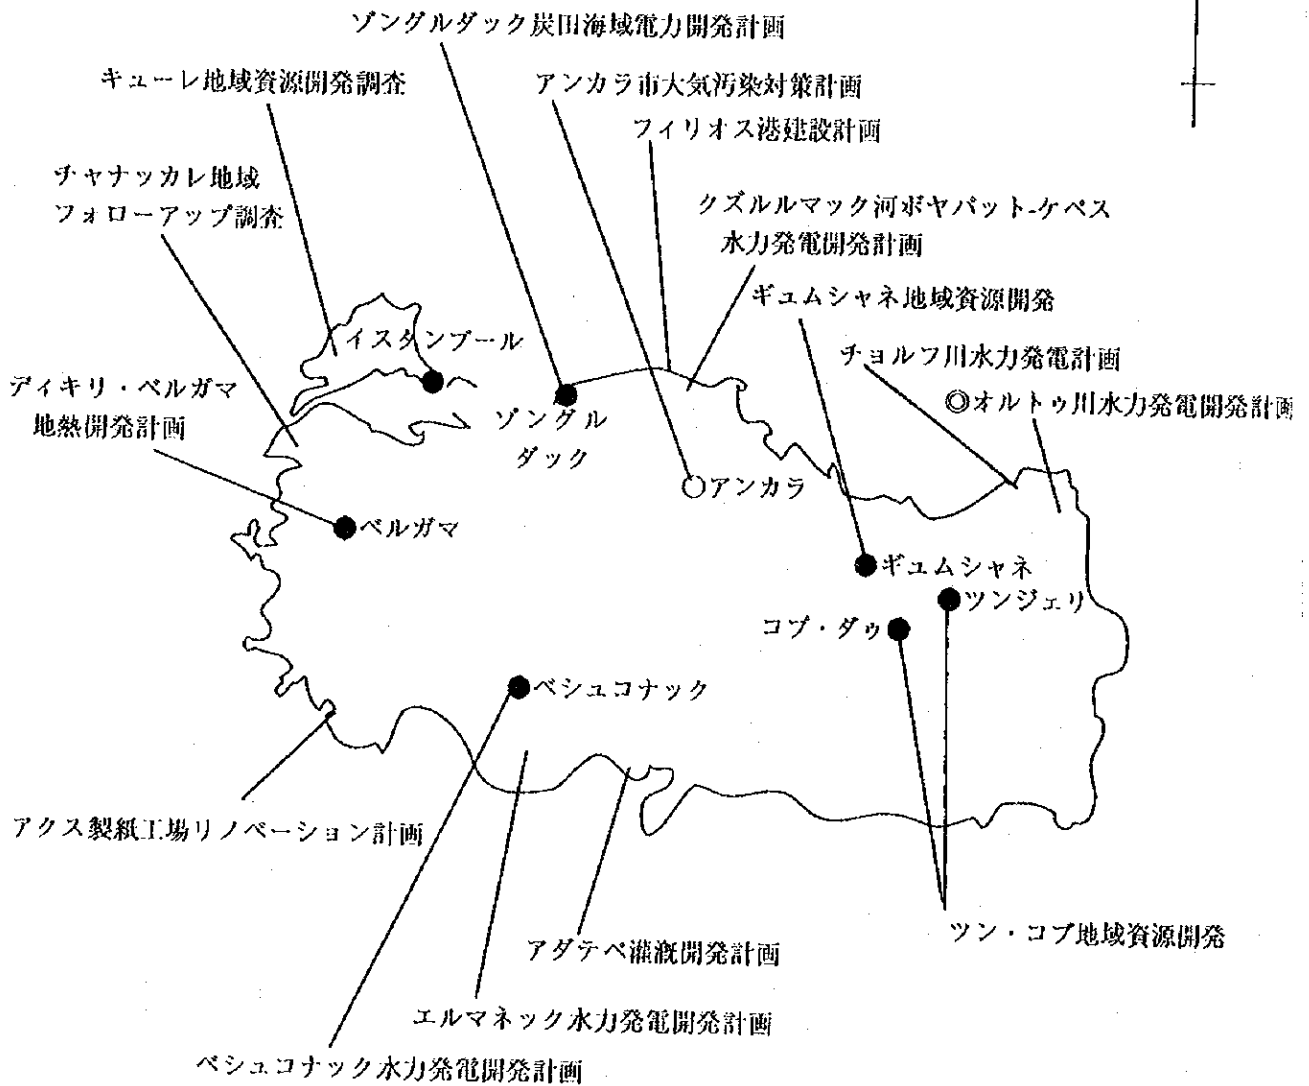 ゾングルダック炭田海域電力開発計画
キューレ地域資源開発調査
アンカラ市大気汚染対策計画
フィリオス港建設計画
チャナッカレ地域
フォローアップ調査
クズルルマック河ボヤバット-ケペス
水力発電開発計画
ギュムシャネ地域資源開発
イスタンブール
チョルフ川水力発電計画
ディキリ・ベルガマ
地熱開発計画
◎オルトゥ川水力発電開発計画
ゾングル
ダック
○アンカラ
●ベルガマ
●ギュムシャネ
●ツンジェリ
コプ・ダゥ●
●ベシュコナック
アクス製紙工場リノベーション計画
ツン・コプ地域資源開発
アダテペ灌漑開発計画
エルマネック水力発電開発計画
ベシュコナック水力発電開発計画